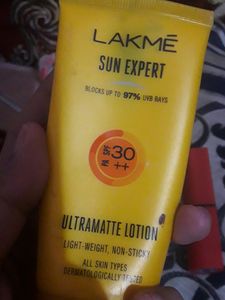 LAKMÉ
SUN EXPERT
BLOCKS UP TO 97% UVB RAYS
SPF 30
PA ++
ULTRAMATTE LOTION
LIGHT-WEIGHT, NON-STICKY
ALL SKIN TYPES
DERMATOLOGICALLY TESTED